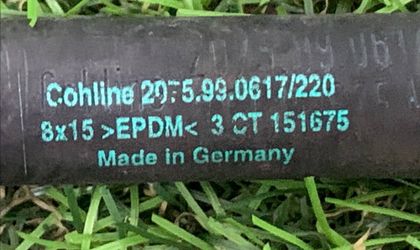 Cohline 2075.99.0617/220
8x15 >EPDM< 3 CT 151675
Made in Germany